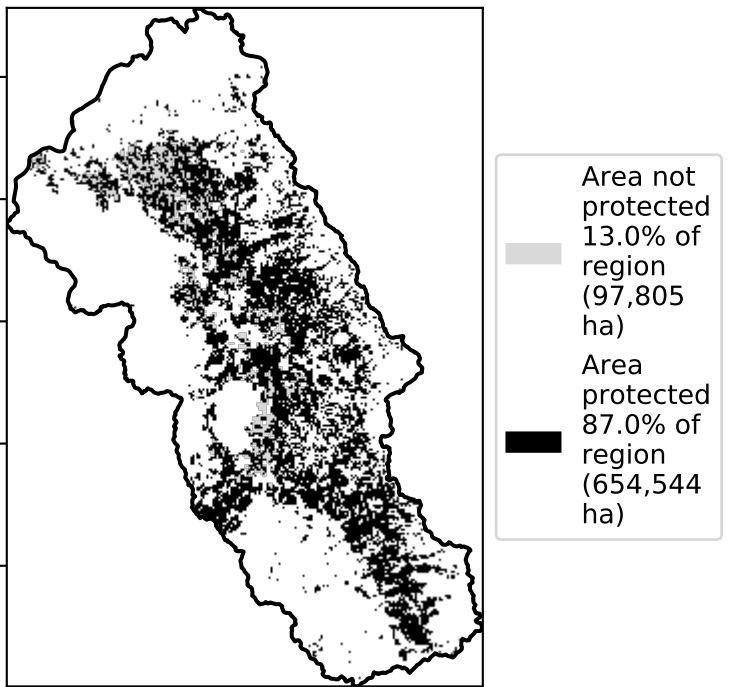 Area not
protected
13.0% of
region
(97,805
ha)
Area
protected
87.0% of
region
(654,544
ha)